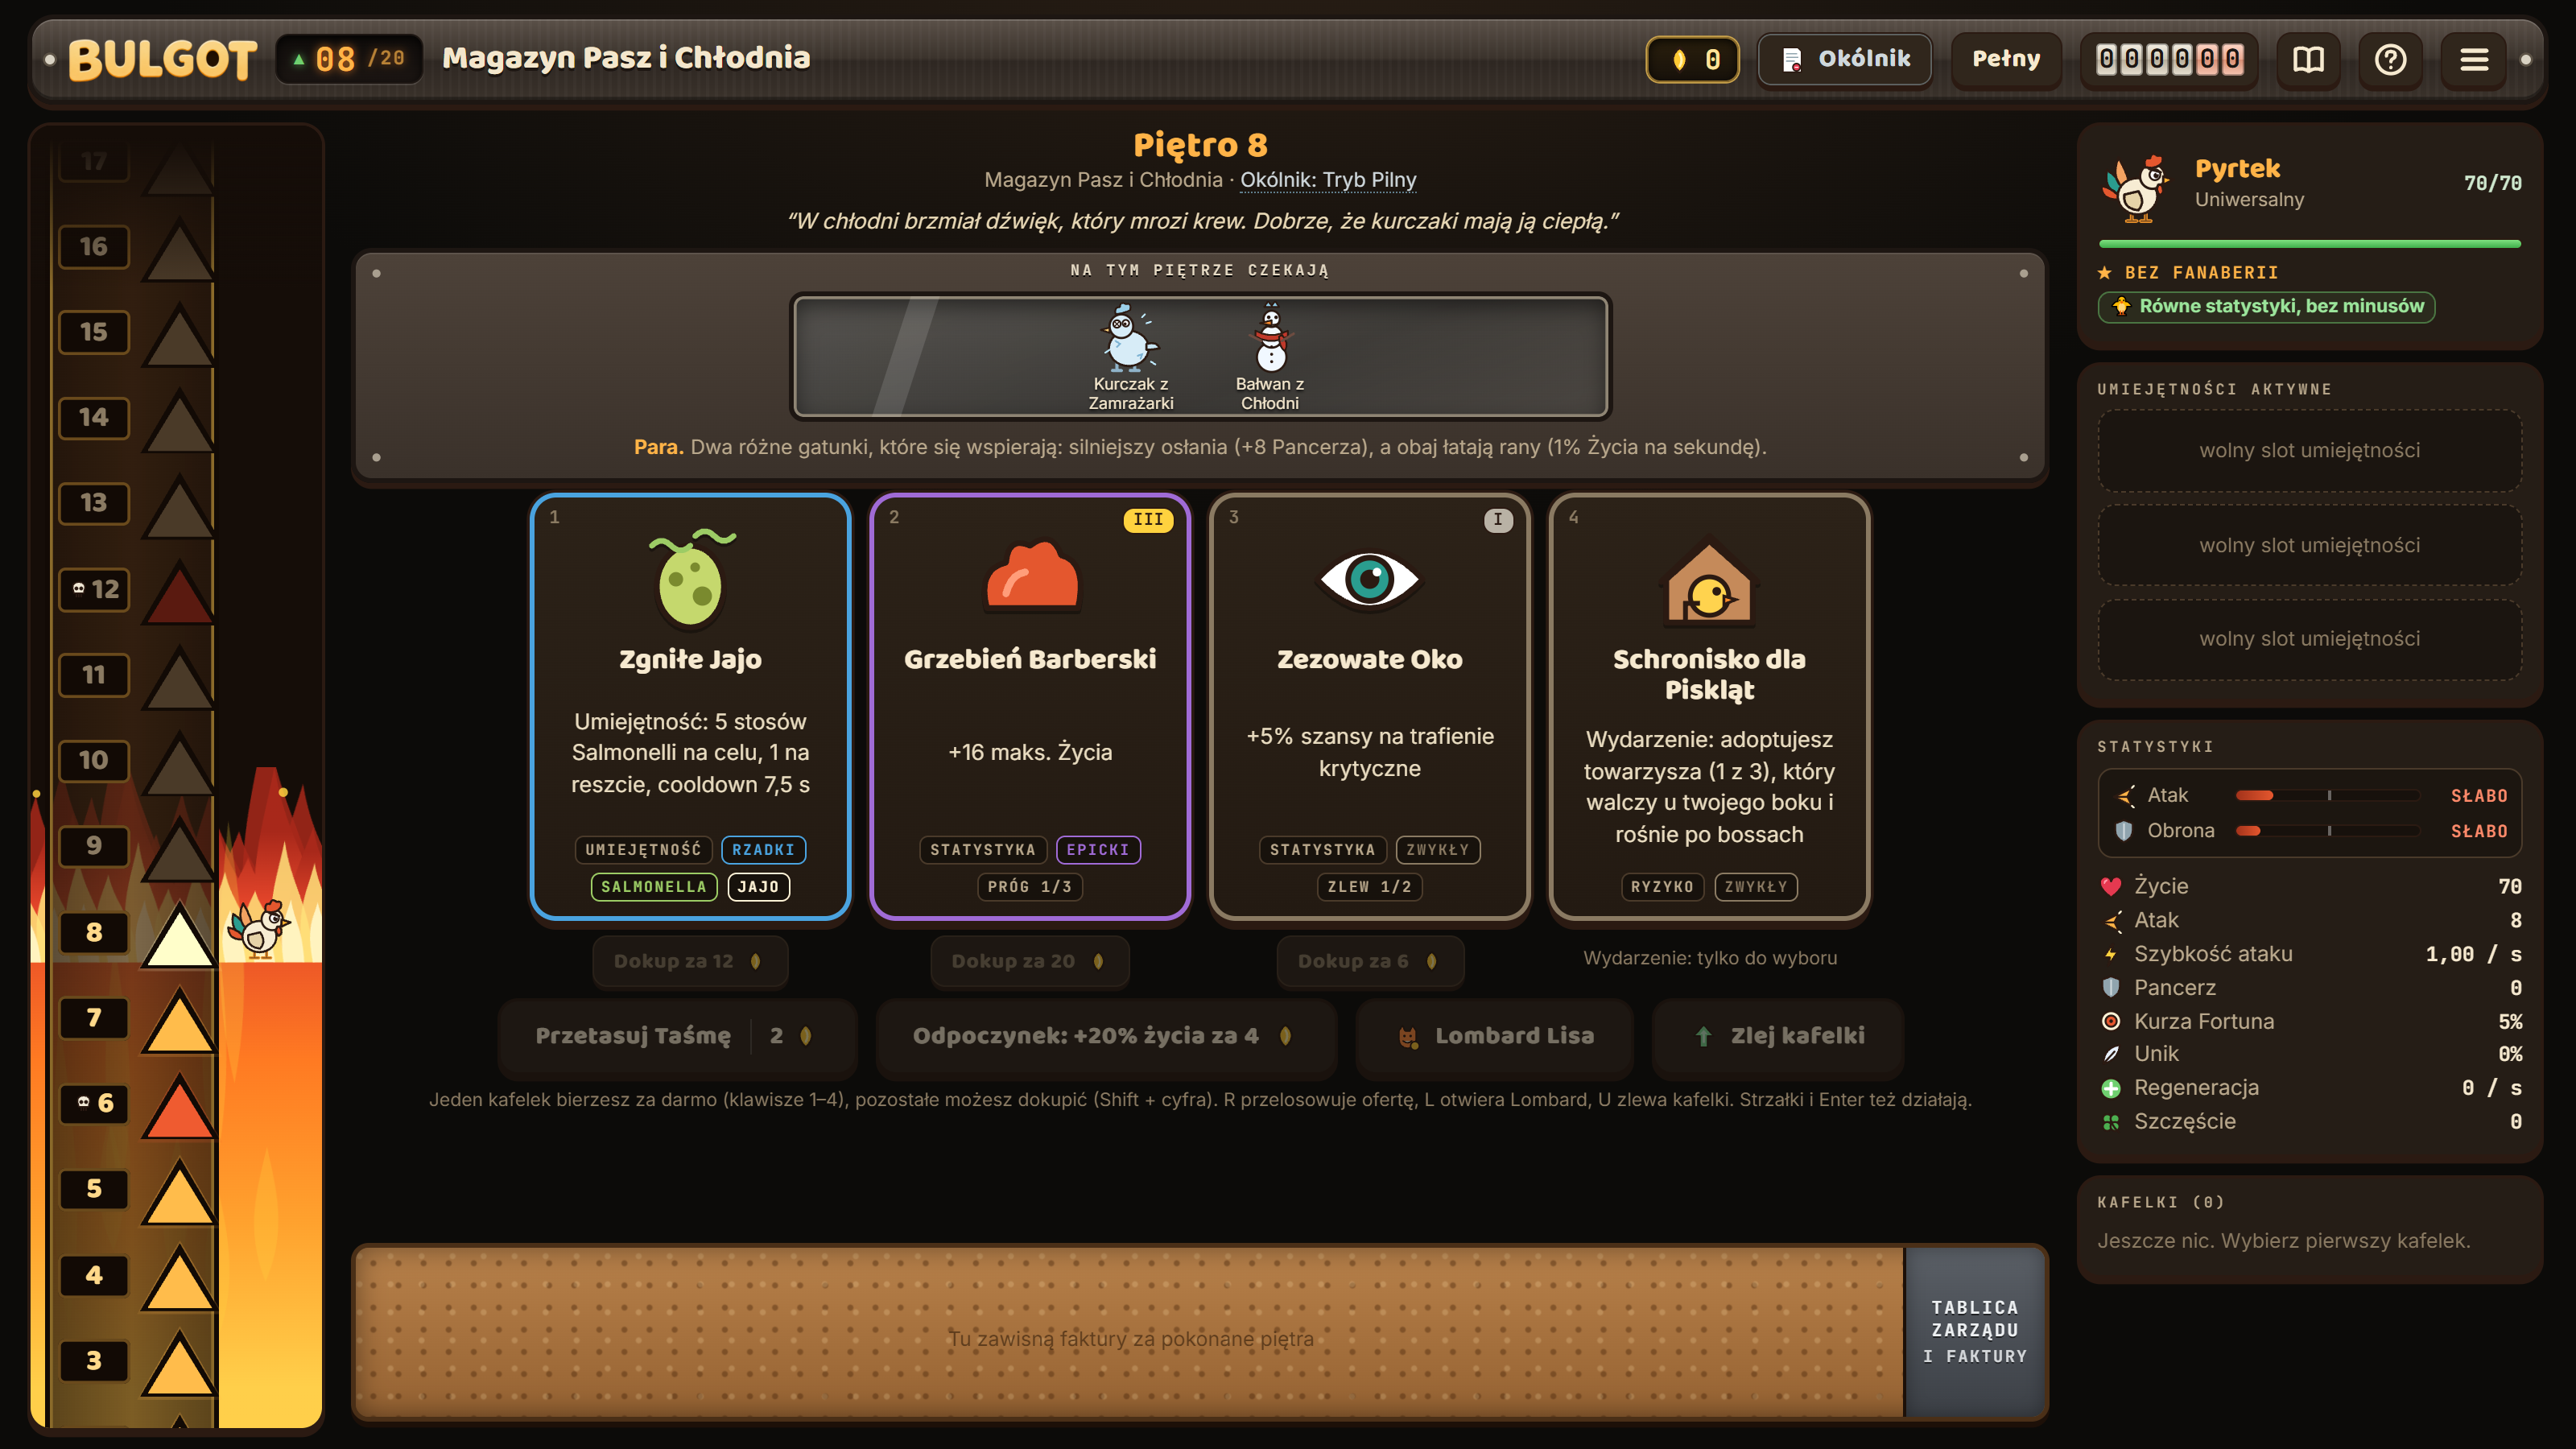 BULGOT
▲ 08 /20
Magazyn Pasz i Chłodnia
0
Okólnik
Pełny
000000
Piętro 8
Magazyn Pasz i Chłodnia · Okólnik: Tryb Pilny
“W chłodni brzmiał dźwięk, który mrozi krew. Dobrze, że kurczaki mają ją ciepłą.”
NA TYM PIĘTRZE CZEKAJĄ
Kurczak z
Zamrażarki
Bałwan z
Chłodni
Para. Dwa różne gatunki, które się wspierają: silniejszy osłania (+8 Pancerza), a obaj łatają rany (1% Życia na sekundę).
17
16
15
14
13
12
11
10
9
8
7
6
5
4
3
1
Zgniłe Jajo
Umiejętność: 5 stosów
Salmonelli na celu, 1 na
reszcie, cooldown 7,5 s
UMIEJĘTNOŚĆ RZADKI
SALMONELLA JAJO
Dokup za 12
2
III
Grzebień Barberski
+16 maks. Życia
STATYSTYKA EPICKI
PRÓG 1/3
Dokup za 20
3
I
Zezowate Oko
+5% szansy na trafienie
krytyczne
STATYSTYKA ZWYKŁY
ZLEW 1/2
Dokup za 6
4
Schronisko dla
Piskląt
Wydarzenie: adoptujesz
towarzysza (1 z 3), który
walczy u twojego boku i
rośnie po bossach
RYZYKO ZWYKŁY
Wydarzenie: tylko do wyboru
Przetasuj Taśmę 2
Odpoczynek: +20% życia za 4
Lombard Lisa
Zlej kafelki
Jeden kafelek bierzesz za darmo (klawisze 1–4), pozostałe możesz dokupić (Shift + cyfra). R przelosowuje ofertę, L otwiera Lombard, U zlewa kafelki. Strzałki i Enter też działają.
Tu zawisną faktury za pokonane piętra
TABLICA
ZARZĄDU
I FAKTURY
Pyrtek
Uniwersalny
70/70
★ BEZ FANABERII
Równe statystyki, bez minusów
UMIEJĘTNOŚCI AKTYWNE
wolny slot umiejętności
wolny slot umiejętności
wolny slot umiejętności
STATYSTYKI
Atak SŁABO
Obrona SŁABO
Życie 70
Atak 8
Szybkość ataku 1,00 / s
Pancerz 0
Kurza Fortuna 5%
Unik 0%
Regeneracja 0 / s
Szczęście 0
KAFELKI (0)
Jeszcze nic. Wybierz pierwszy kafelek.